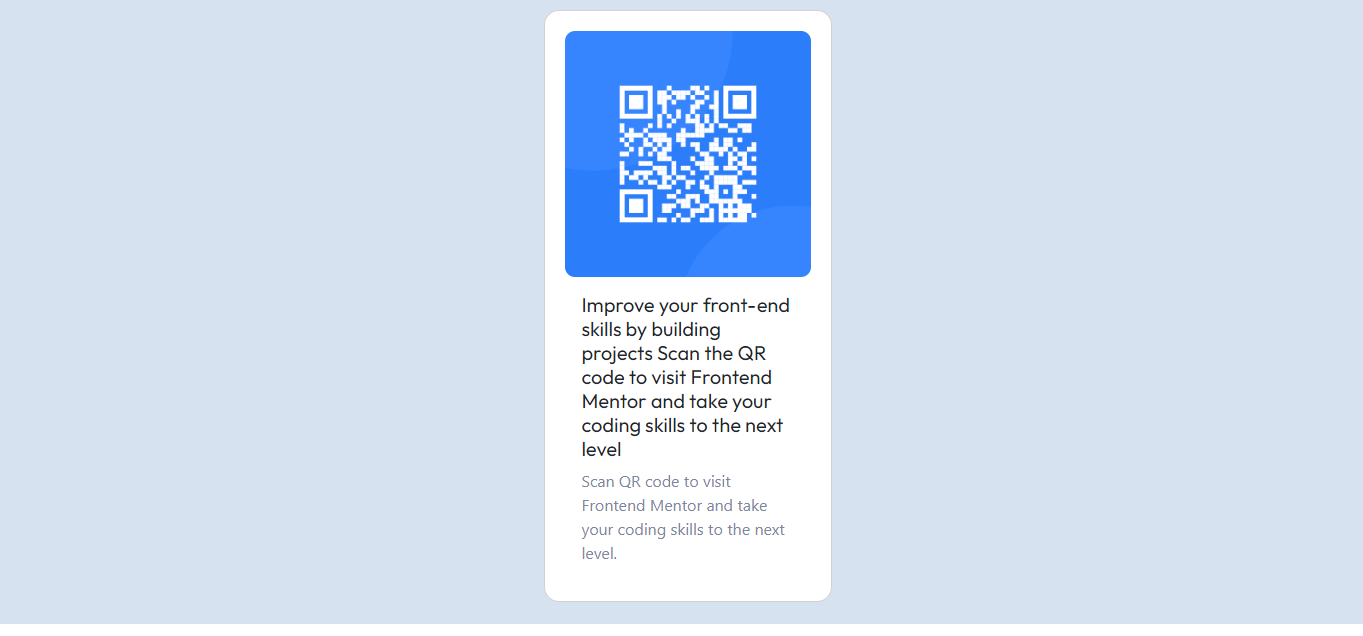 Improve your front-end
skills by building
projects Scan the QR
code to visit Frontend
Mentor and take your
coding skills to the next
level
Scan QR code to visit
Frontend Mentor and take
your coding skills to the next
level.